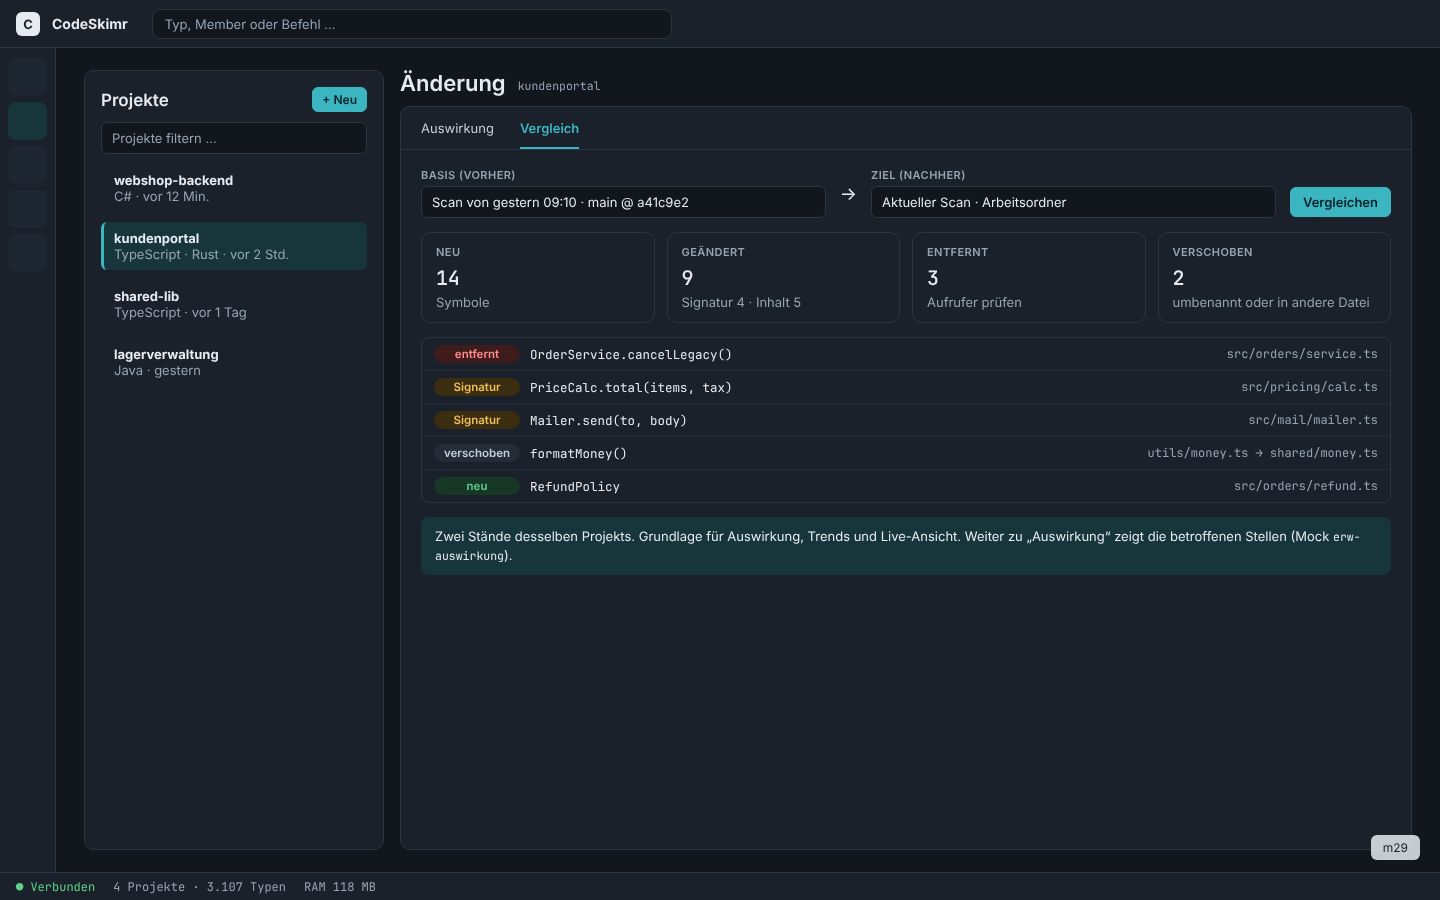 C CodeSkimr Typ, Member oder Befehl ...
Projekte
+ Neu
Projekte filtern ...
webshop-backend
C# · vor 12 Min.
kundenportal
TypeScript · Rust · vor 2 Std.
shared-lib
TypeScript · vor 1 Tag
lagerverwaltung
Java · gestern
Änderung kundenportal
Auswirkung Vergleich
BASIS (VORHER)
Scan von gestern 09:10 · main @ a41c9e2
→
ZIEL (NACHHER)
Aktueller Scan · Arbeitsordner
Vergleichen
NEU
14
Symbole
GEÄNDERT
9
Signatur 4 · Inhalt 5
ENTFERNT
3
Aufrufer prüfen
VERSCHOBEN
2
umbenannt oder in andere Datei
entfernt OrderService.cancelLegacy() src/orders/service.ts
Signatur PriceCalc.total(items, tax) src/pricing/calc.ts
Signatur Mailer.send(to, body) src/mail/mailer.ts
verschoben formatMoney() utils/money.ts → shared/money.ts
neu RefundPolicy src/orders/refund.ts
Zwei Stände desselben Projekts. Grundlage für Auswirkung, Trends und Live-Ansicht. Weiter zu „Auswirkung“ zeigt die betroffenen Stellen (Mock erw-
auswirkung).
m29
Verbunden 4 Projekte · 3.107 Typen RAM 118 MB